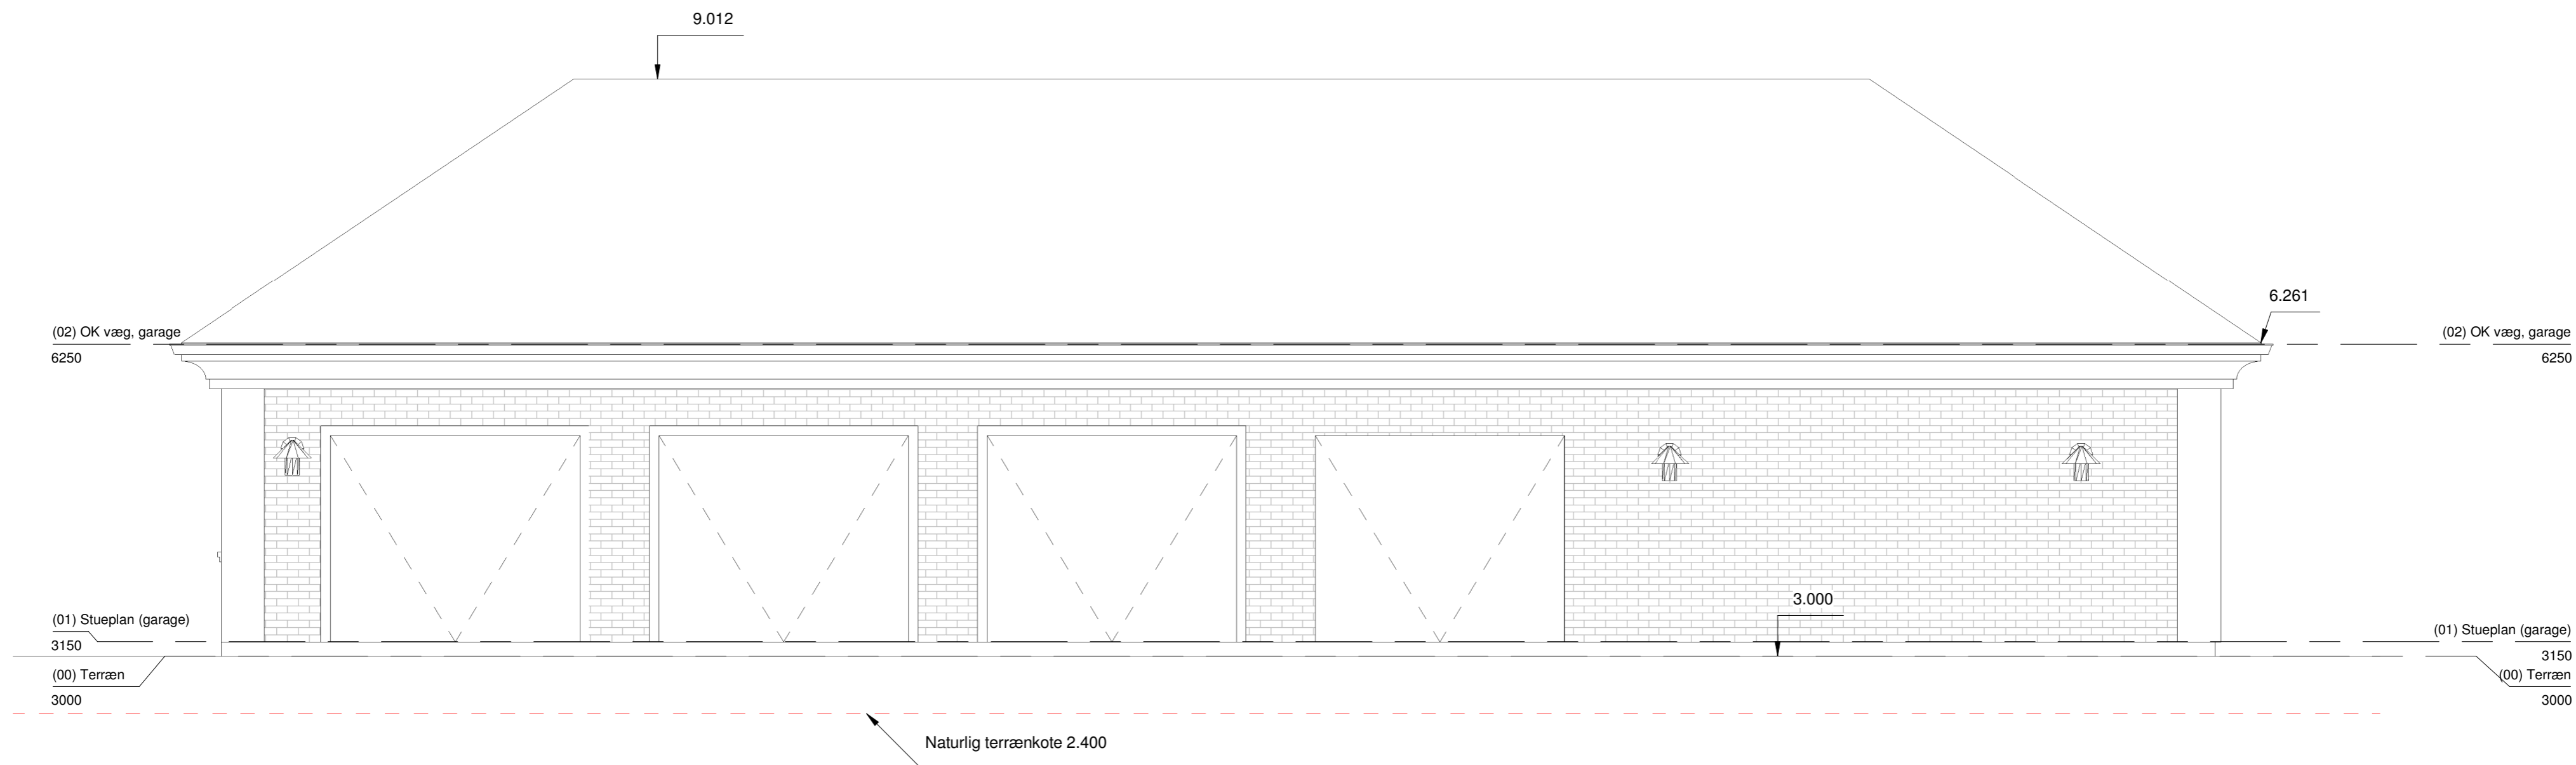 9.012
6.261
(02) OK væg, garage
6250
(02) OK væg, garage
6250
3.000
(01) Stueplan (garage)
3150
(00) Terræn
3000
(01) Stueplan (garage)
3150
(00) Terræn
3000
Naturlig terrænkote 2.400